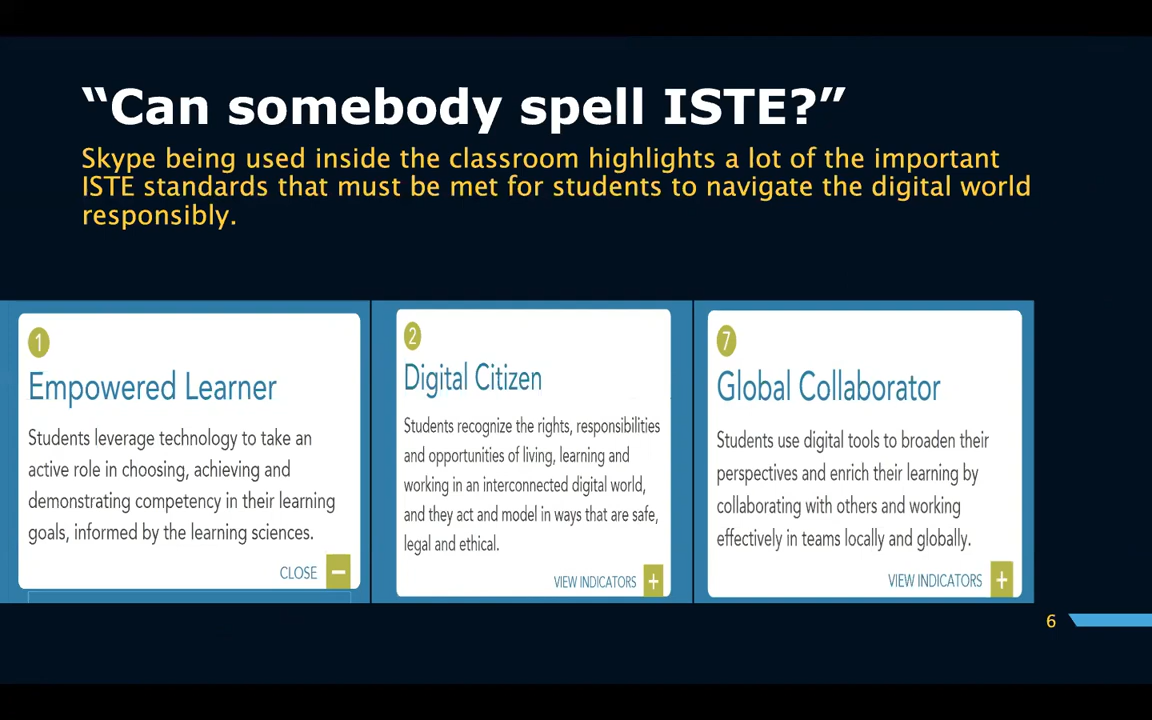 “Can somebody spell ISTE?”
Skype being used inside the classroom highlights a lot of the important
ISTE standards that must be met for students to navigate the digital world
responsibly.
1
Empowered Learner
Students leverage technology to take an
active role in choosing, achieving and
demonstrating competency in their learning
goals, informed by the learning sciences.
CLOSE −
2
Digital Citizen
Students recognize the rights, responsibilities
and opportunities of living, learning and
working in an interconnected digital world,
and they act and model in ways that are safe,
legal and ethical.
VIEW INDICATORS +
7
Global Collaborator
Students use digital tools to broaden their
perspectives and enrich their learning by
collaborating with others and working
effectively in teams locally and globally.
VIEW INDICATORS +
6